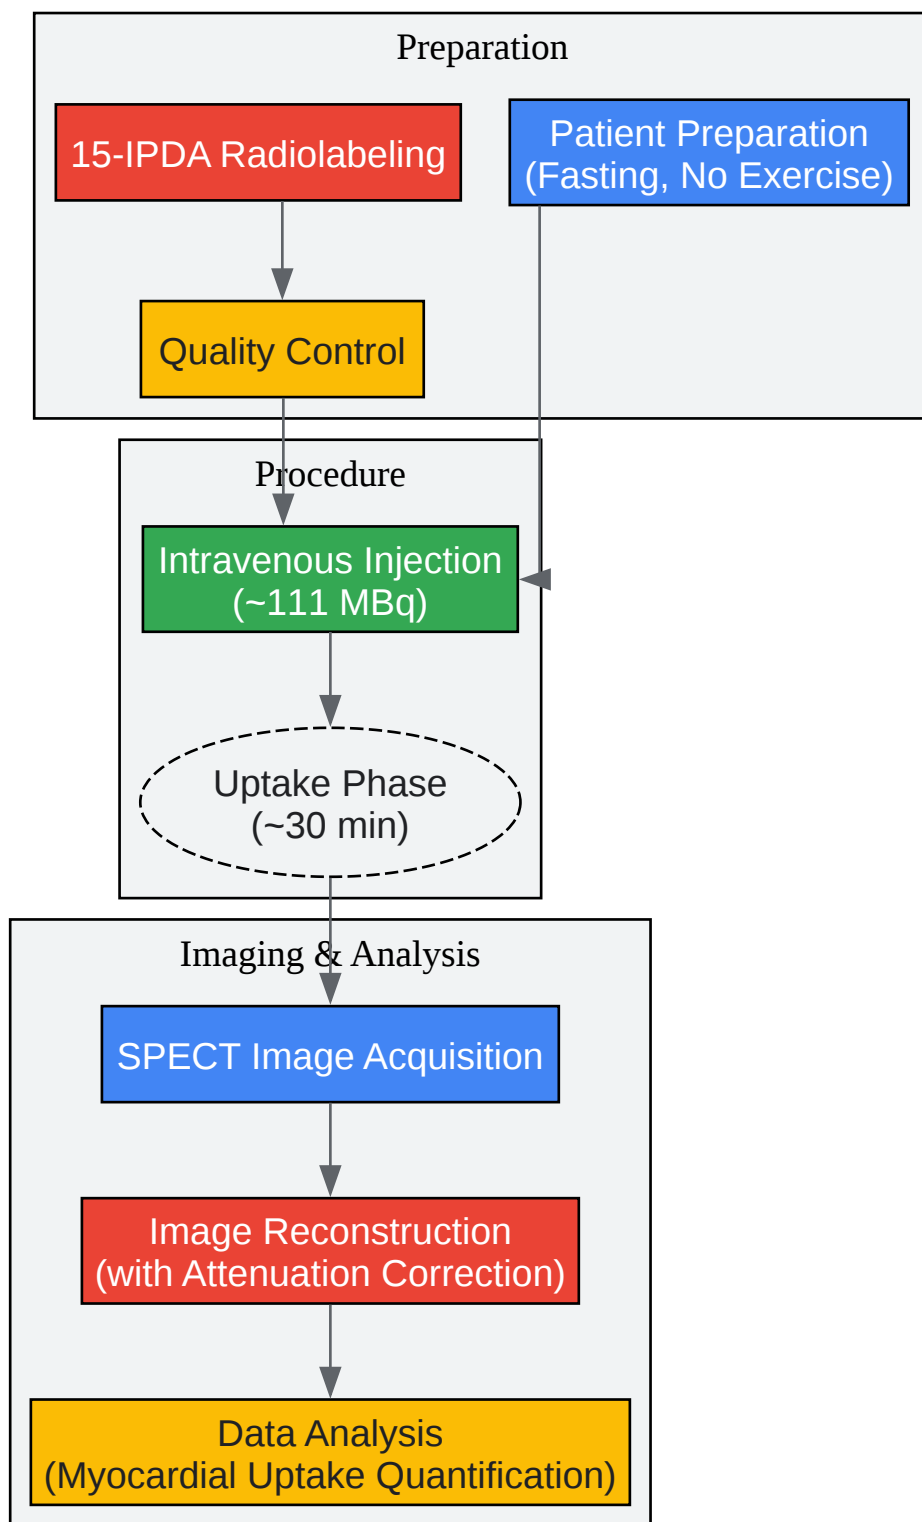 Preparation
15-IPDA Radiolabeling
Patient Preparation
(Fasting, No Exercise)
Quality Control
Procedure
Intravenous Injection
(~111 MBq)
Uptake Phase
(~30 min)
Imaging & Analysis
SPECT Image Acquisition
Image Reconstruction
(with Attenuation Correction)
Data Analysis
(Myocardial Uptake Quantification)